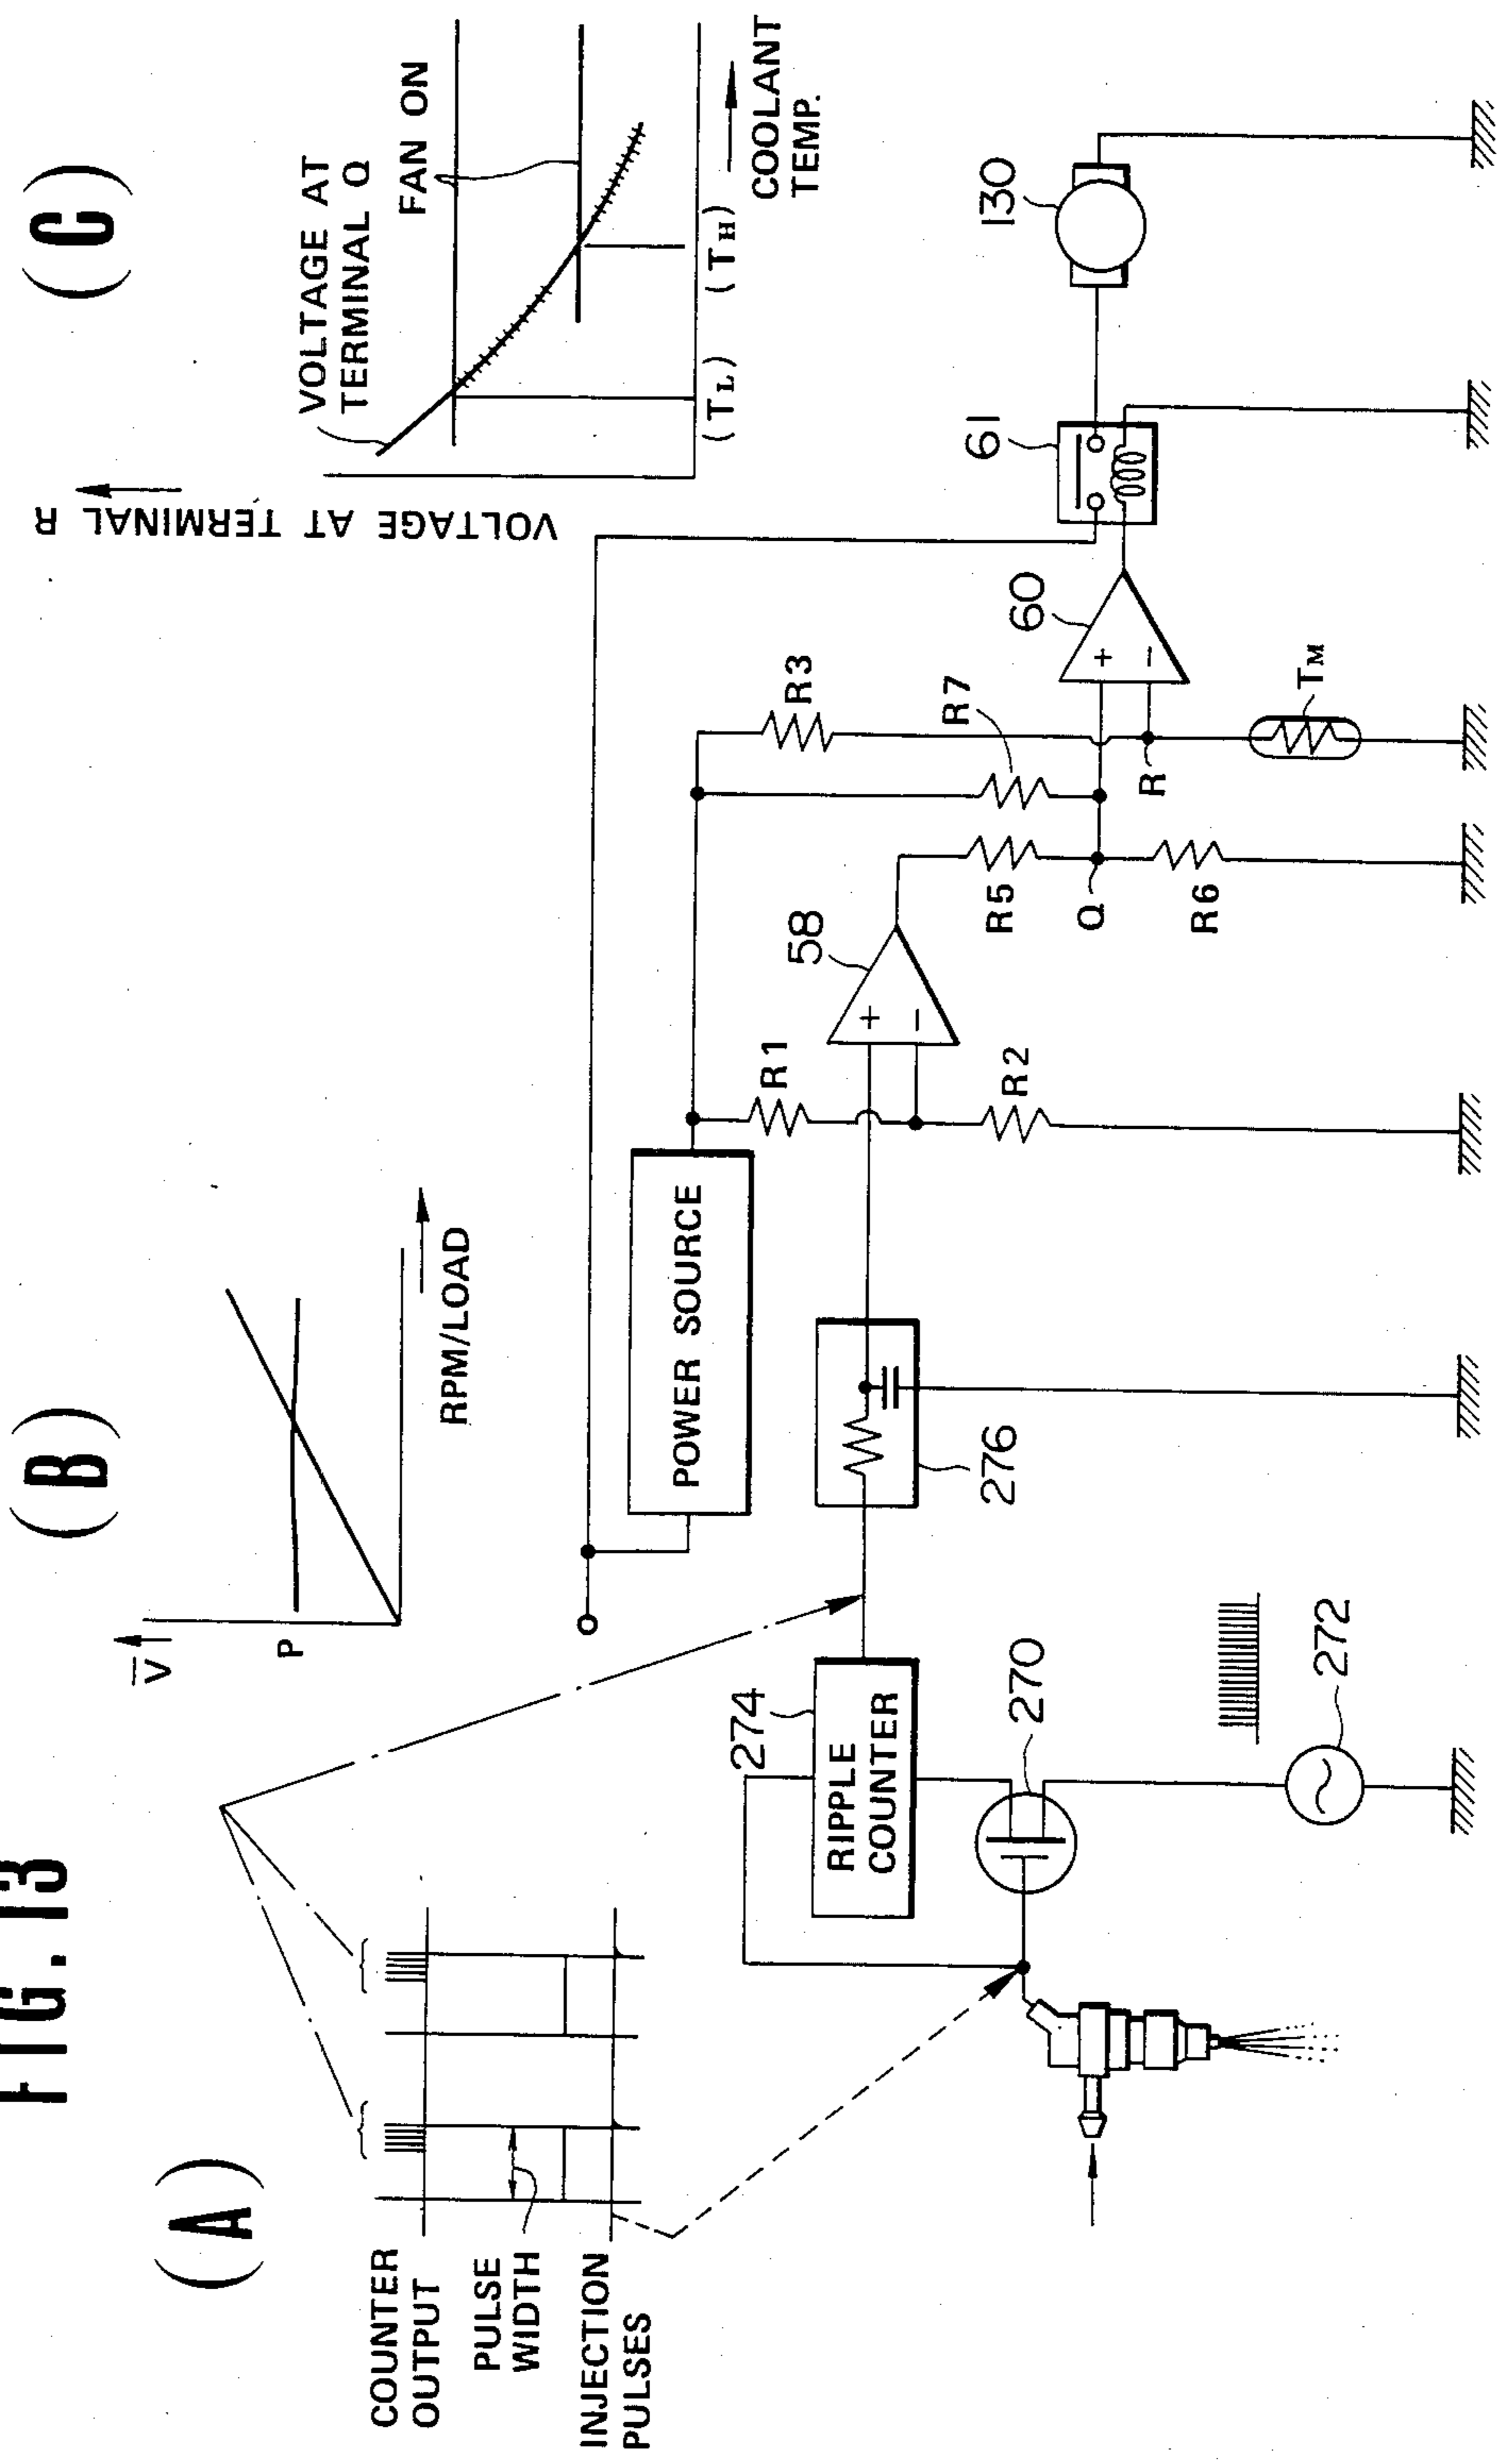 FIG.13
(A)
COUNTER
OUTPUT
PULSE
WIDTH
INJECTION
PULSES
(B)
V
P
RPM/LOAD
(C)
VOLTAGE AT TERMINAL R
VOLTAGE AT
TERMINAL Q
FAN ON
(TL)
(TH)
COOLANT
TEMP.
POWER SOURCE
274
RIPPLE
COUNTER
270
272
276
R1
R2
58
+
−
R5
Q
R6
R7
R3
R
TM
60
+
−
61
130